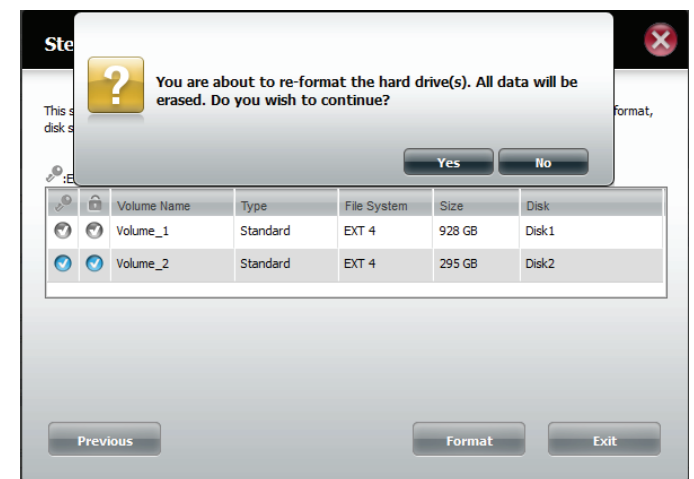 Ste
You are about to re-format the hard drive(s). All data will be
erased. Do you wish to continue?
This s
format,
disk s
Yes No
:E
Volume Name Type File System Size Disk
Volume_1 Standard EXT 4 928 GB Disk1
Volume_2 Standard EXT 4 295 GB Disk2
Previous Format Exit